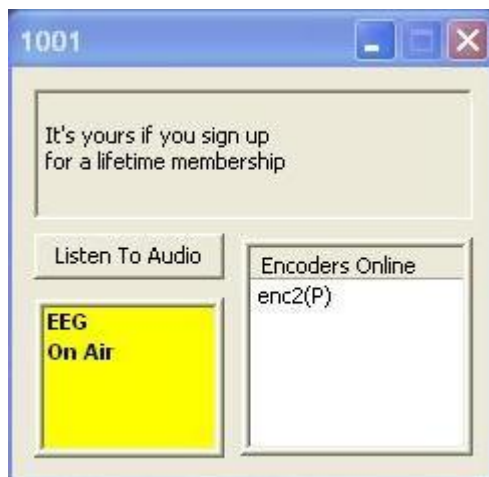 1001
It's yours if you sign up
for a lifetime membership
Listen To Audio
Encoders Online
enc2(P)
EEG
On Air